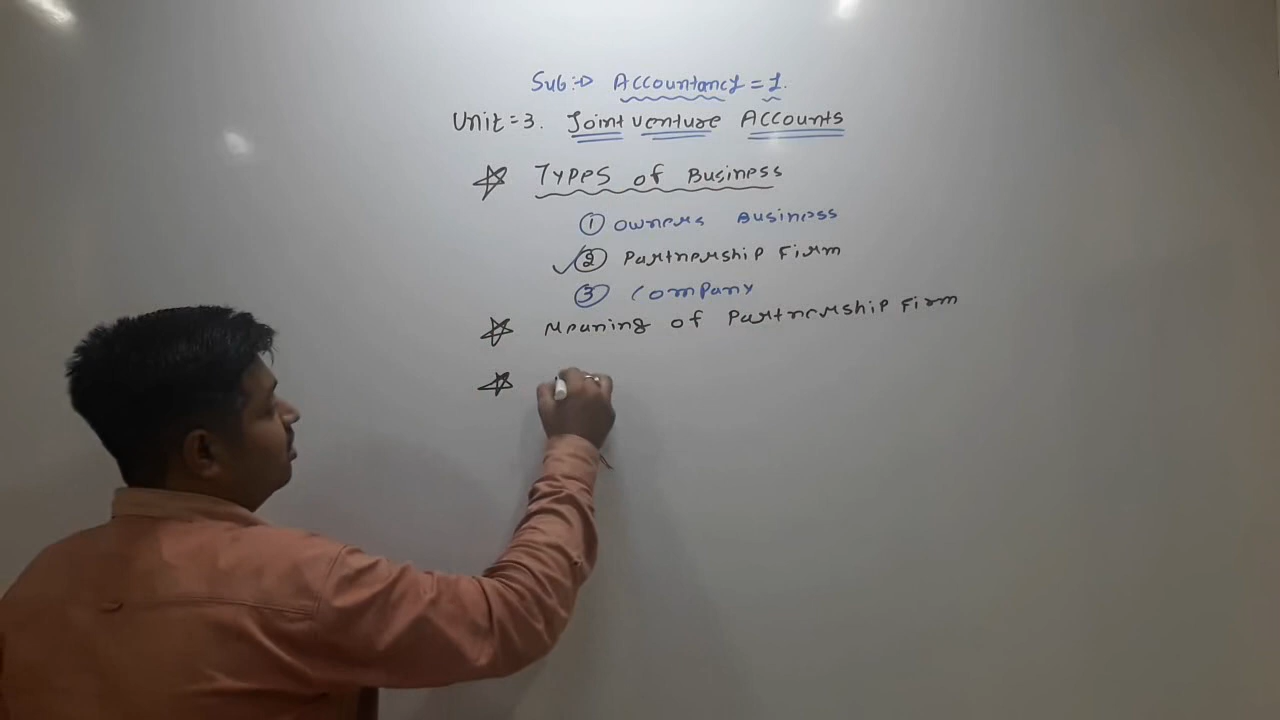 Sub:→ Accountancy = 1.
Unit = 3. Joint venture Accounts
☆ Types of Business
① owners Business
✓② Partnership Firm
③ Company
☆ Meaning of Partnership Firm
☆